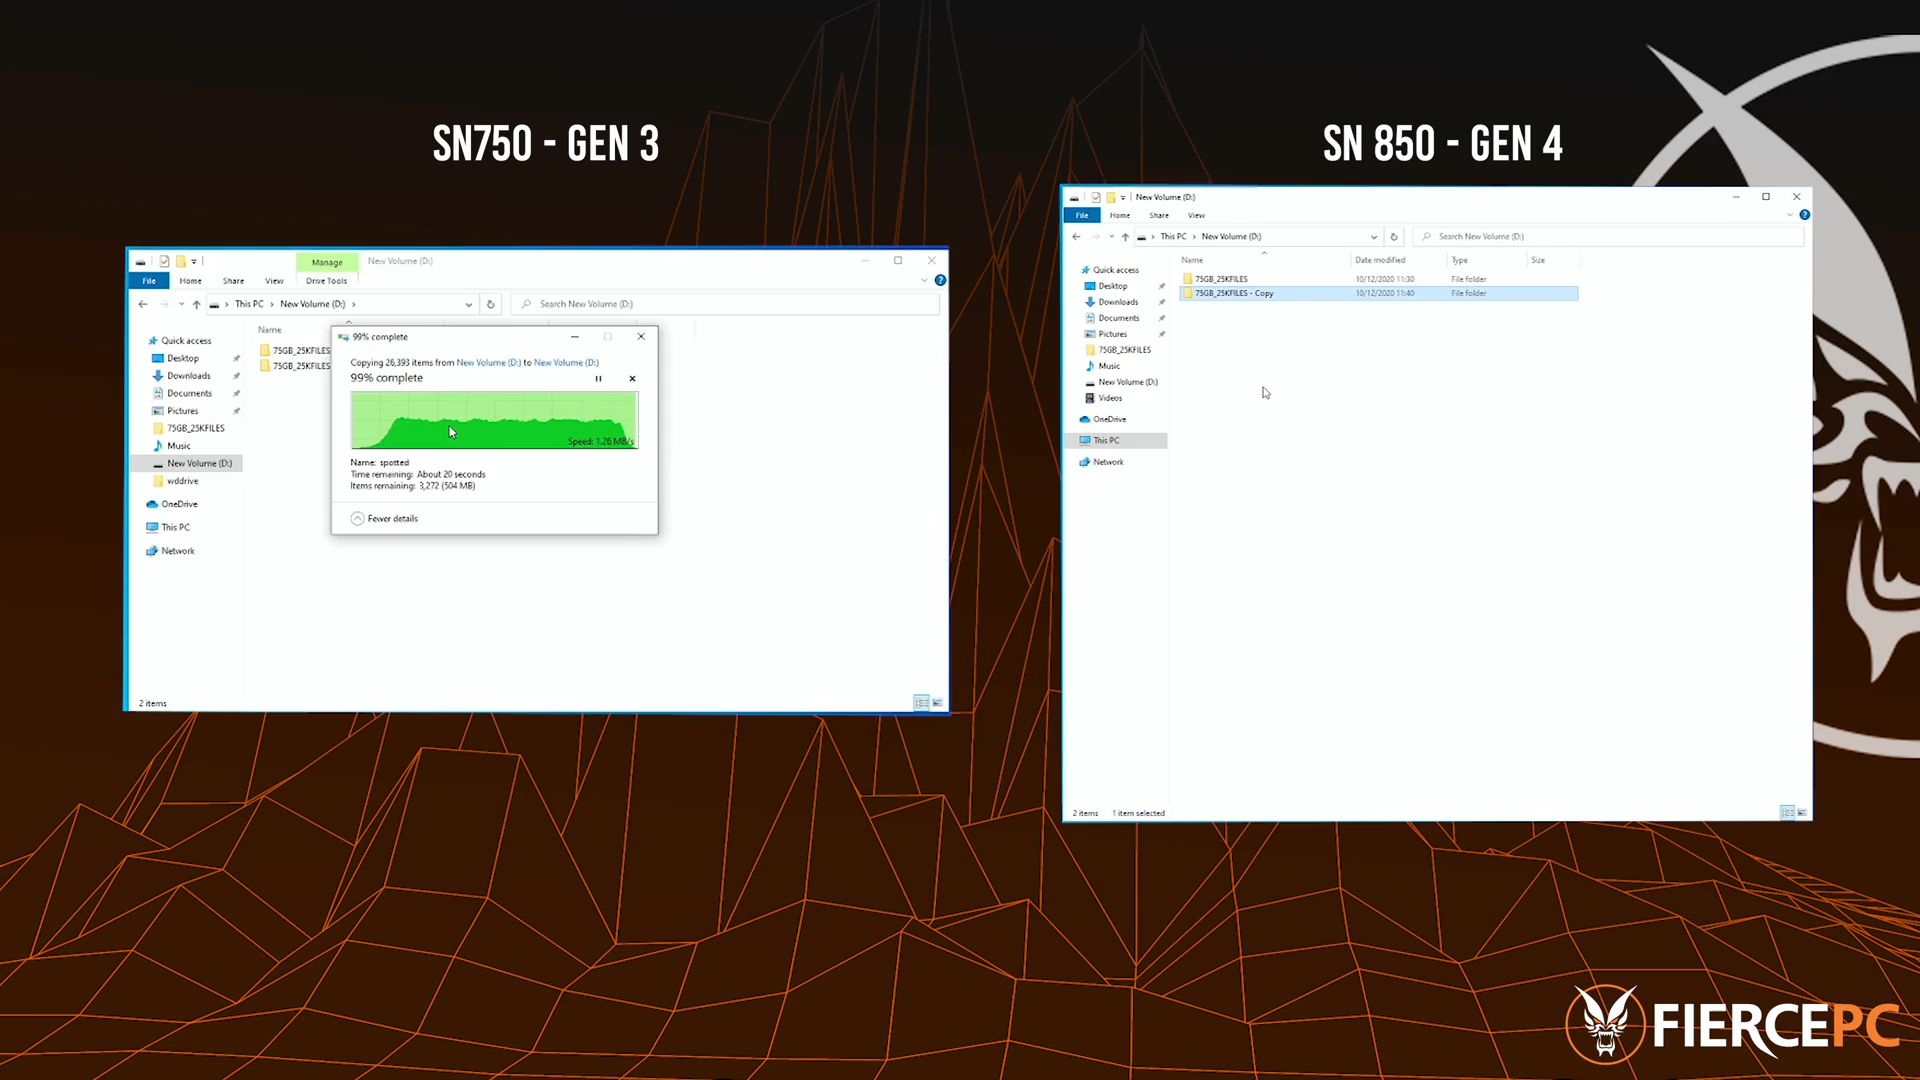 SN750 - GEN 3
SN 850 - GEN 4
Manage
New Volume (D:)
File
Home
Share
View
Drive Tools
This PC
New Volume (D:)
Search New Volume (D:)
Quick access
Desktop
Downloads
Documents
Pictures
75GB_25KFILES
Music
New Volume (D:)
wddrive
OneDrive
This PC
Network
Name
75GB_25KFILES
75GB_25KFILES
2 items
99% complete
Copying 26,393 items from New Volume (D:) to New Volume (D:)
99% complete
Speed: 1.26 MB/s
Name: spotted
Time remaining: About 20 seconds
Items remaining: 3,272 (504 MB)
Fewer details
New Volume (D:)
File
Home
Share
View
This PC
New Volume (D:)
Search New Volume (D:)
Quick access
Desktop
Downloads
Documents
Pictures
75GB_25KFILES
Music
New Volume (D:)
Videos
OneDrive
This PC
Network
Name Date modified Type Size
75GB_25KFILES 10/12/2020 11:30 File folder
75GB_25KFILES - Copy 10/12/2020 11:40 File folder
2 items 1 item selected
FIERCEPC